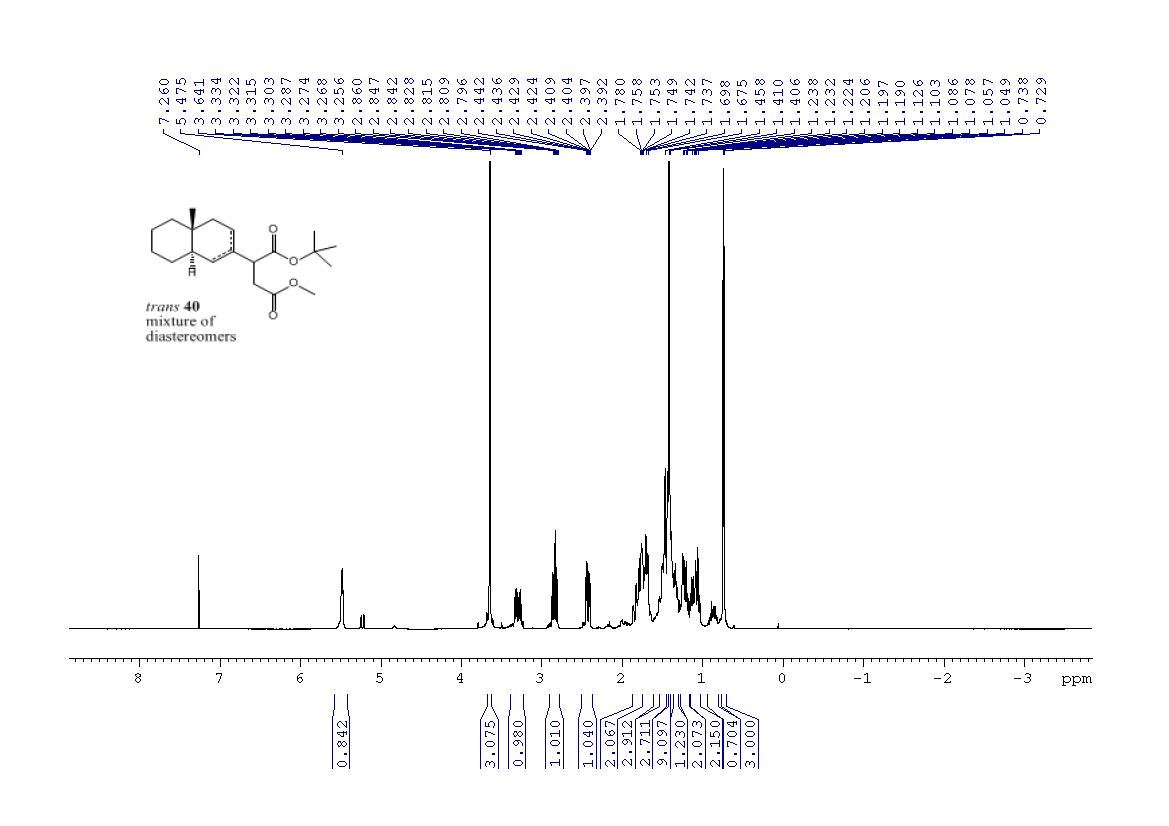 7.260 5.475 3.641 3.334 3.322 3.315 3.303 3.287 3.274 3.268 3.256 2.860 2.847 2.842 2.828 2.815 2.809 2.796 2.442 2.436 2.429 2.424 2.409 2.404 2.397 2.392 1.780 1.758 1.753 1.749 1.742 1.737 1.698 1.675 1.458 1.410 1.406 1.238 1.232 1.224 1.206 1.197 1.190 1.126 1.103 1.086 1.078 1.057 1.049 0.738 0.729
O
O
H
O
O
trans 40
mixture of
diastereomers
8 7 6 5 4 3 2 1 0 -1 -2 -3 ppm
0.842 3.075 0.980 1.010 1.040 2.067 2.912 2.711 9.097 1.230 2.073 2.150 0.704 3.000